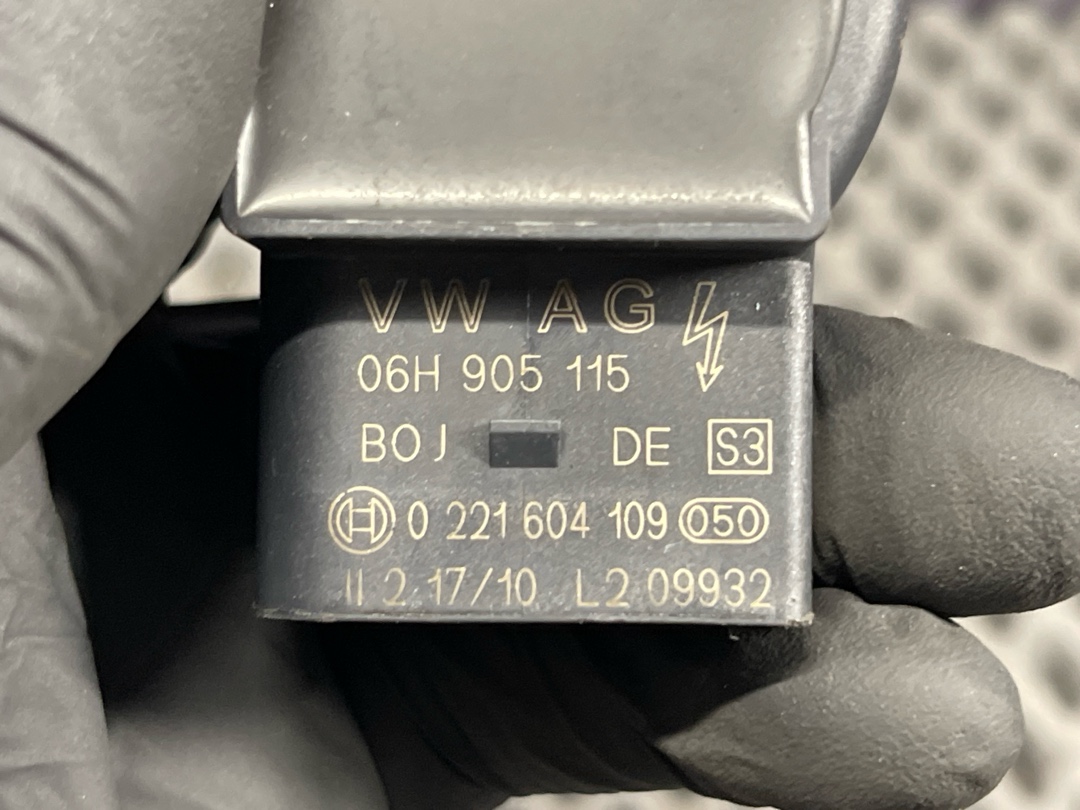 VW AG
06H 905 115
BOJ DE S3
0 221 604 109 050
II 2 17/10 L2 09932